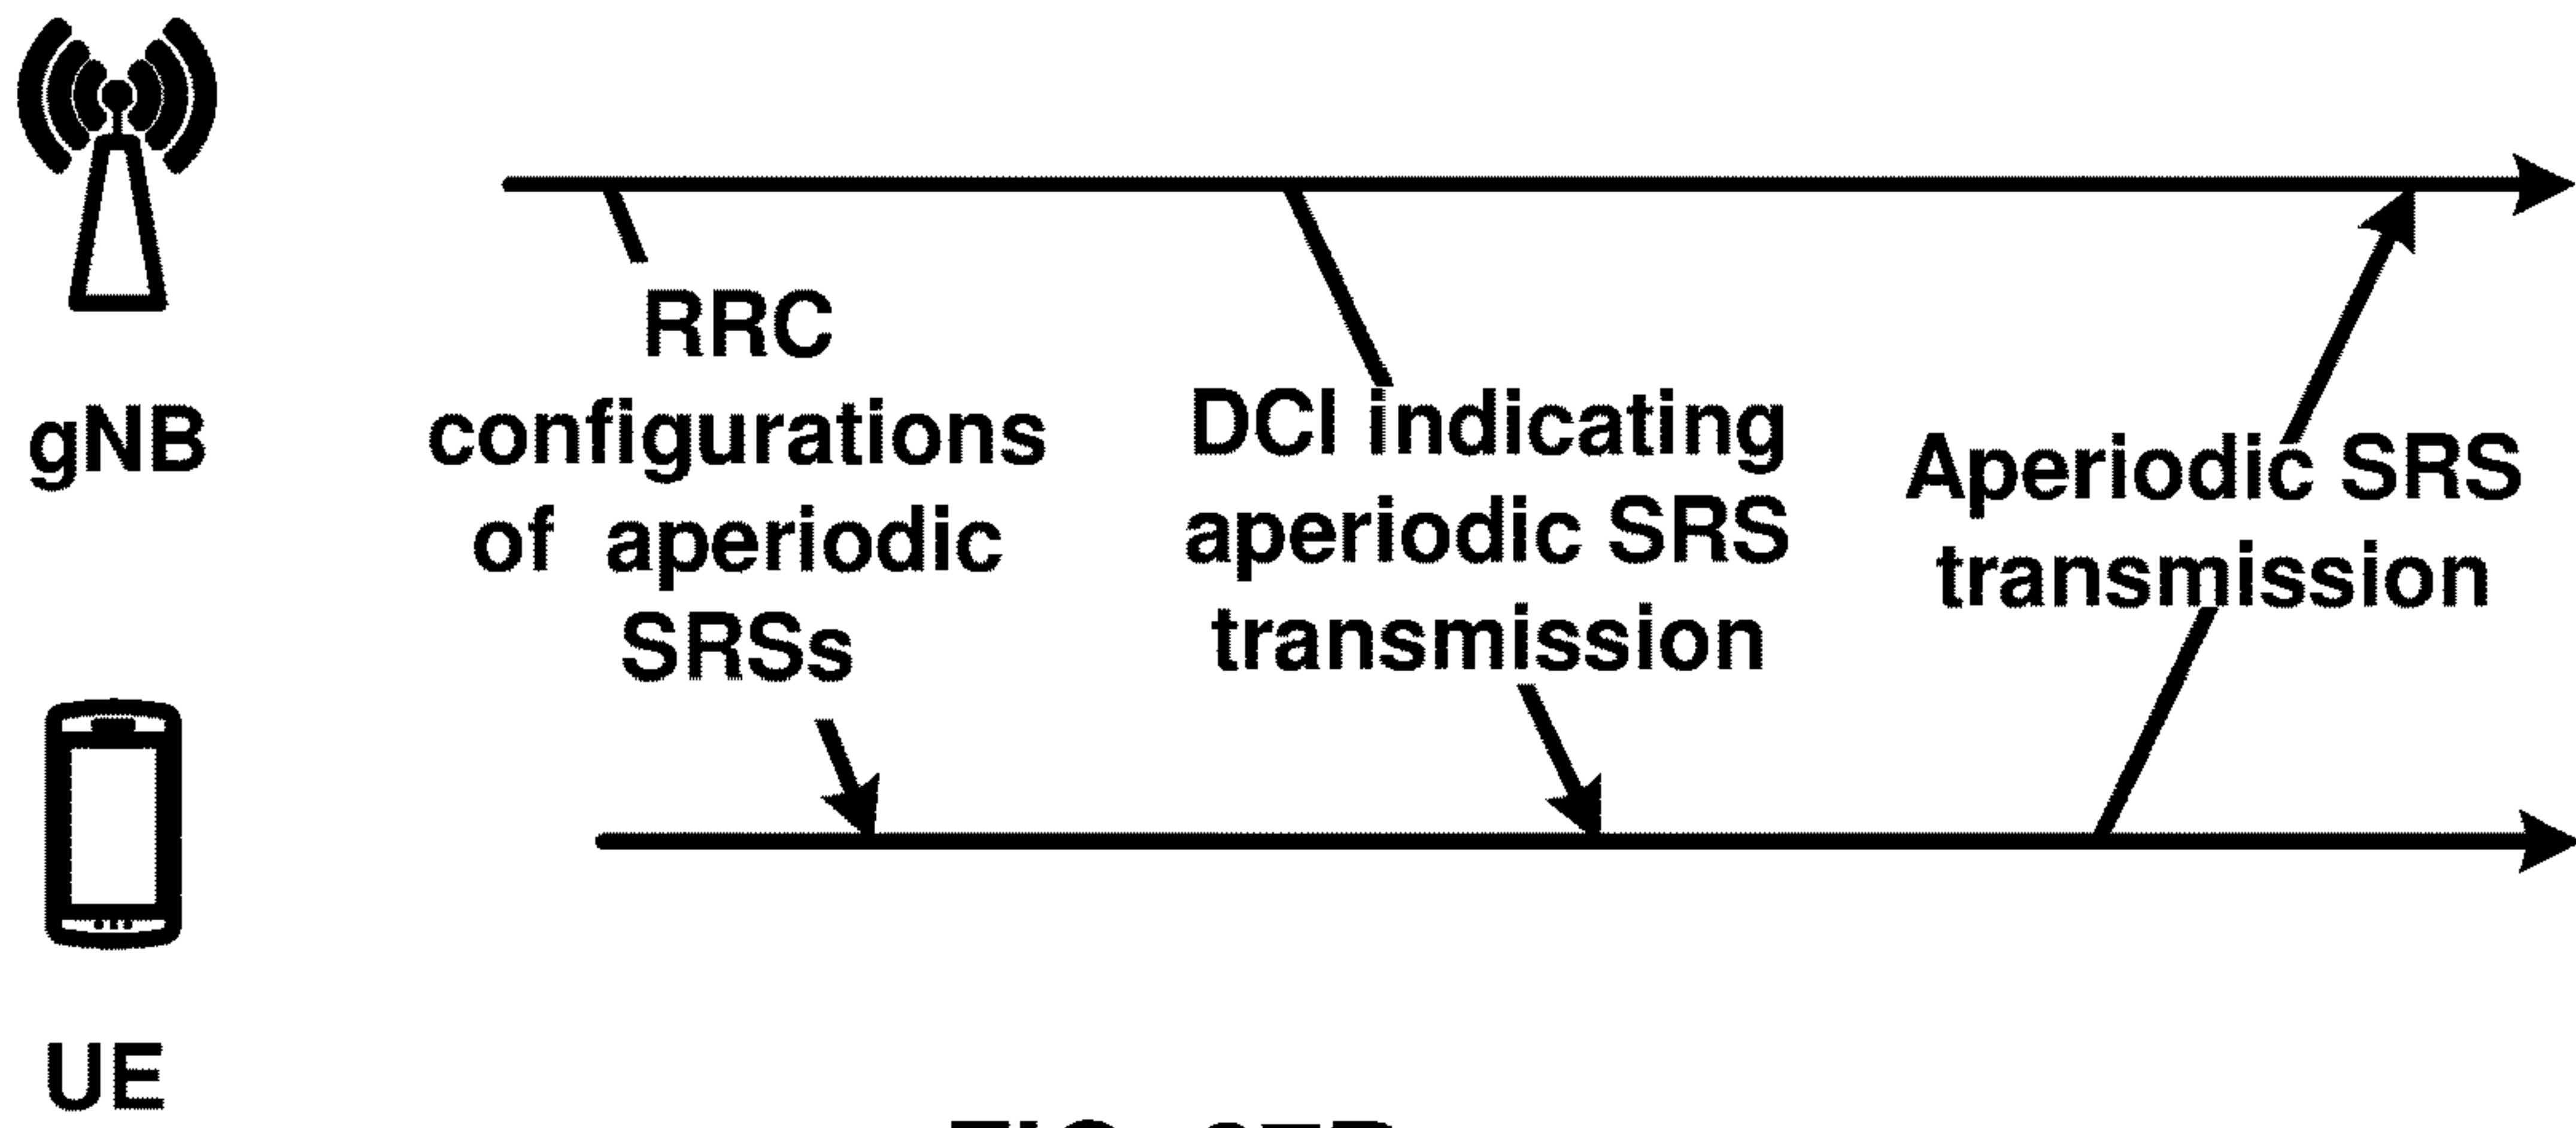 gNB
RRC
configurations
of aperiodic
SRSs
DCI indicating
aperiodic SRS
transmission
Aperiodic SRS
transmission
UE